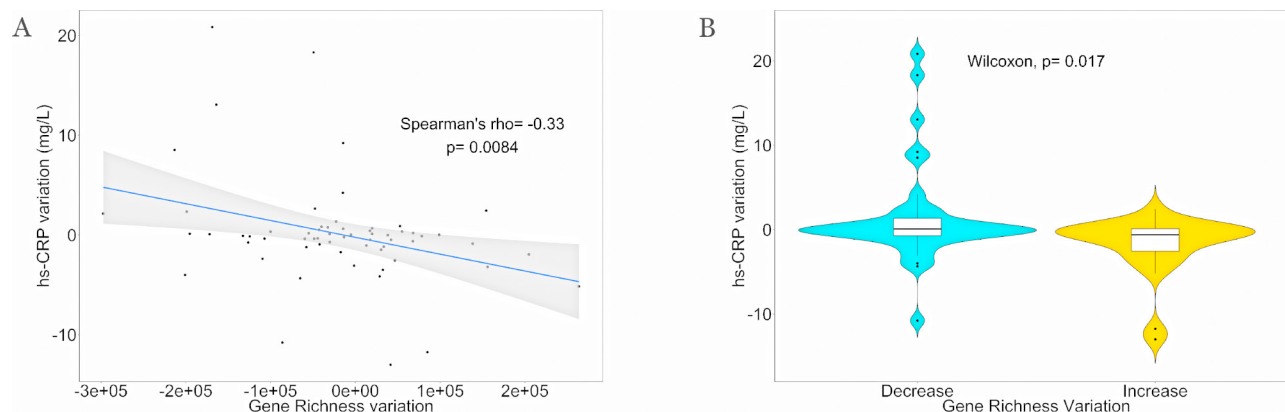 A
20
10
0
-10
hs-CRP variation (mg/L)
Spearman's rho= -0.33
p= 0.0084
-3e+05 -2e+05 -1e+05 0e+00 1e+05 2e+05
Gene Richness Variation
B
20
10
0
-10
hs-CRP variation (mg/L)
Wilcoxon, p= 0.017
Decrease Increase
Gene Richness Variation